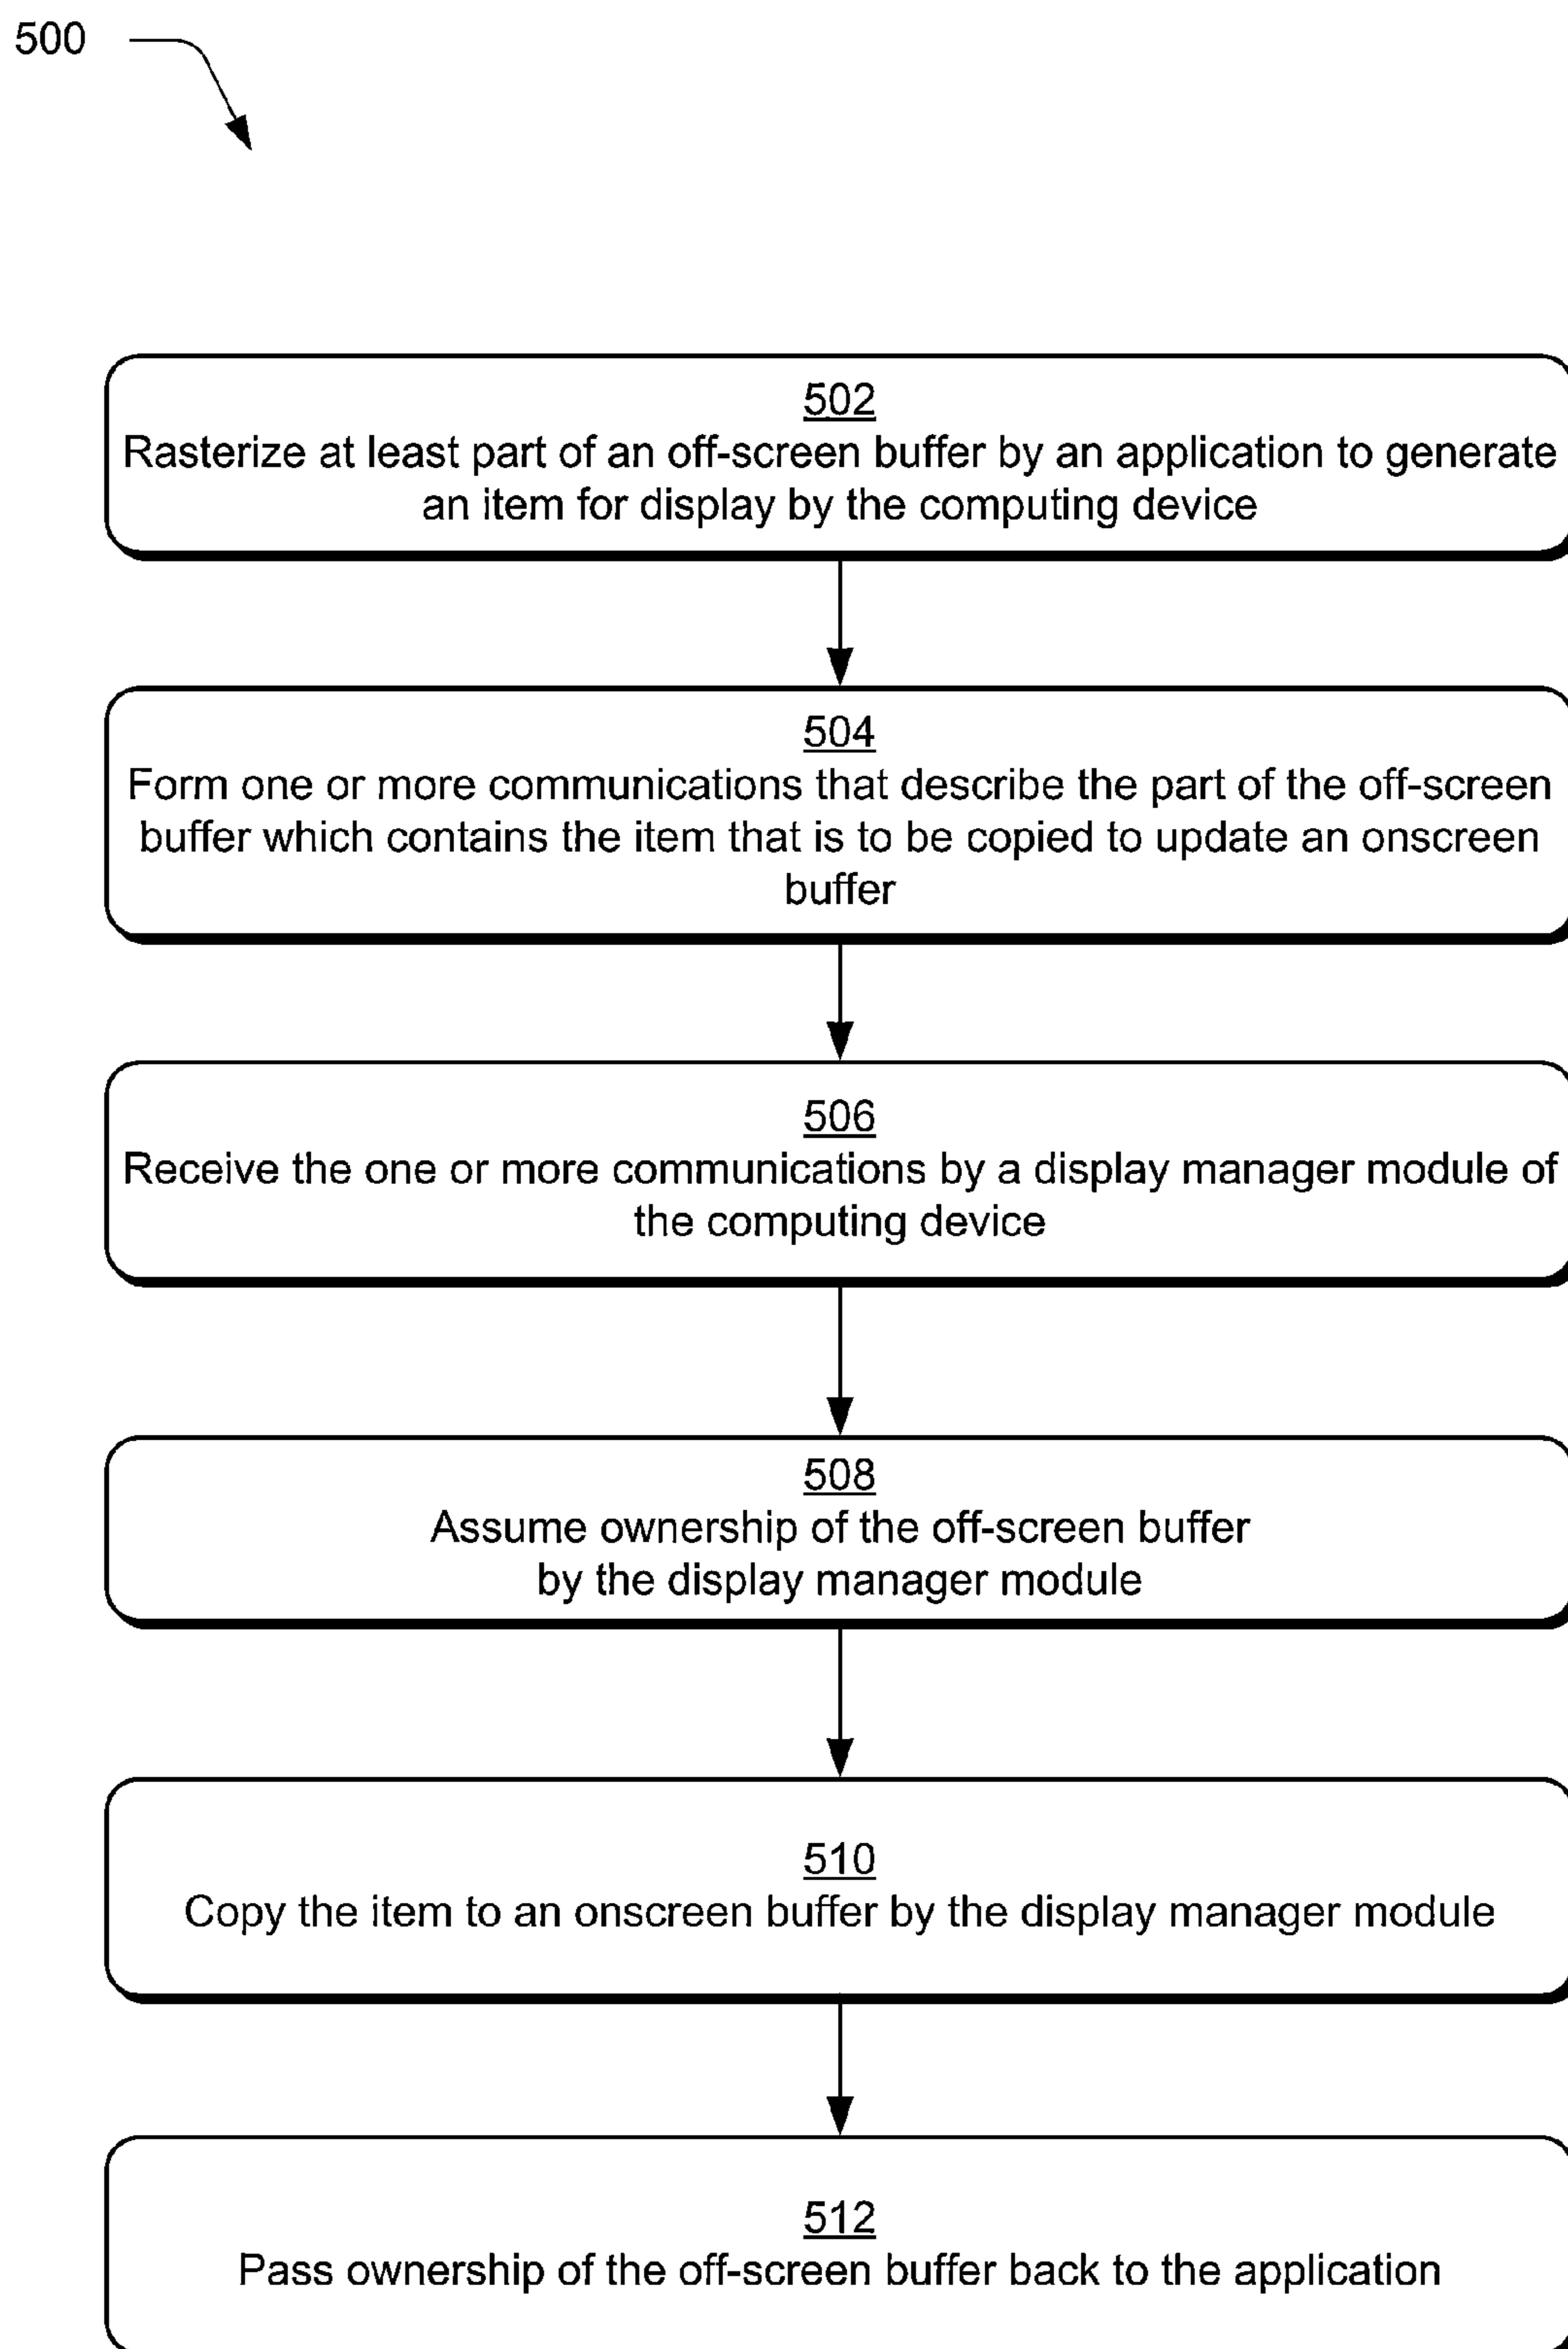 500
502
Rasterize at least part of an off-screen buffer by an application to generate
an item for display by the computing device
504
Form one or more communications that describe the part of the off-screen
buffer which contains the item that is to be copied to update an onscreen
buffer
506
Receive the one or more communications by a display manager module of
the computing device
508
Assume ownership of the off-screen buffer
by the display manager module
510
Copy the item to an onscreen buffer by the display manager module
512
Pass ownership of the off-screen buffer back to the application